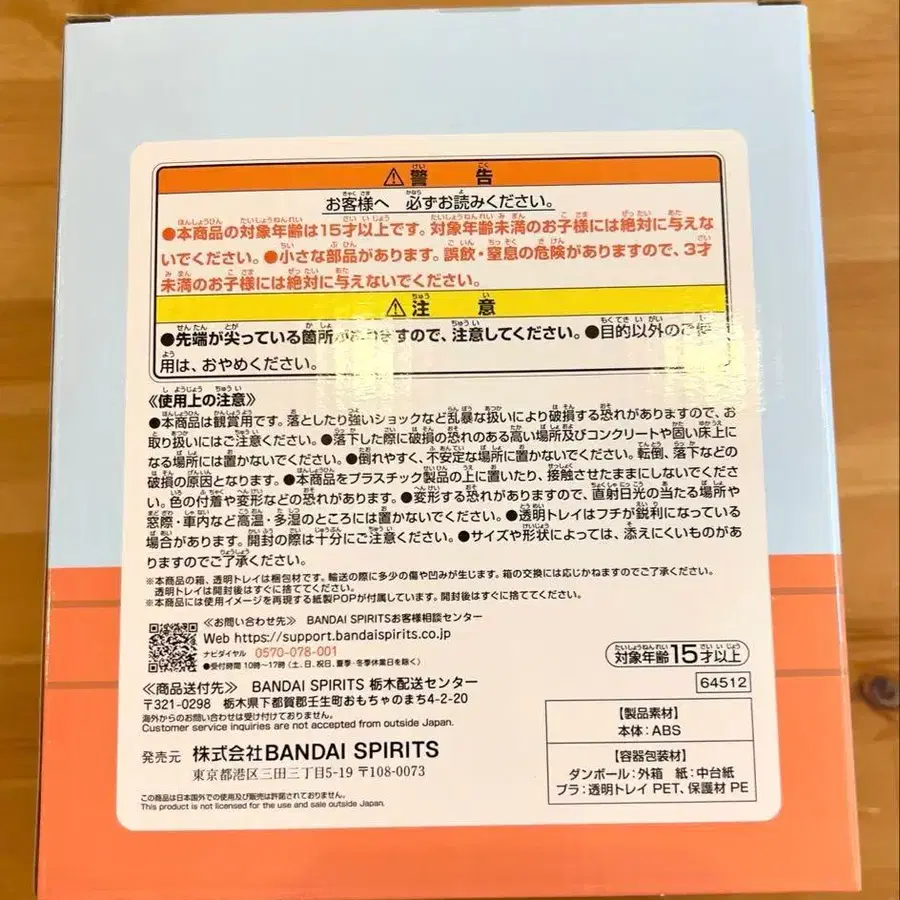 ⚠警告
お客様へ 必ずお読みください。
●本商品の対象年齢は15才以上です。対象年齢未満のお子様には絶対に与えな
いでください。●小さな部品があります。誤飲・窒息の危険がありますので、3才
未満のお子様には絶対に与えないでください。
⚠注意
●先端が尖っている箇所がありますので、注意してください。●目的以外のご使
用は、おやめください。
《使用上の注意》
●本商品は観賞用です。落としたり強いショックなど乱暴な扱いにより破損する恐れがありますので、お
取り扱いにはご注意ください。●落下した際に破損の恐れのある高い場所及びコンクリートや固い床上に
なる場所には置かないでください。●倒れやすく、不安定な場所に置かないでください。転倒、落下などの
破損の原因となります。●本商品をプラスチック製品の上に置いたり、接触させたままにしないでくださ
い。色の付着や変形などの恐れがあります。●変形する恐れがありますので、直射日光の当たる場所や
窓際・車内など高温・多湿のところには置かないでください。●透明トレイはフチが鋭利になっている
場合があります。開封の際は十分にご注意ください。●サイズや形状によっては、添えにくいものがあ
りますのでご了承ください。
※本商品の箱、透明トレイは梱包材です。輸送の際に多少の傷や凹みが生じます。箱の交換には応じかねますのでご了承ください。
透明トレイは開封後はすぐに捨ててください。
※本商品には使用イメージを再現する紙製POPが付属しています。開封後はすぐに捨ててください。
《お問い合わせ先》 BANDAI SPIRITSお客様相談センター
Web https://support.bandaispirits.co.jp
ナビダイヤル 0570-078-001
●受付時間 10時〜17時(土、日、祝日、夏季・冬季休業日を除く)
対象年齢15才以上
64512
《商品送付先》 BANDAI SPIRITS 栃木配送センター
〒321-0298 栃木県下都賀郡壬生町おもちゃのまち4-2-20
海外からのお問い合わせは受け付けておりません。
Customer service inquiries are not accepted from outside Japan.
発売元 株式会社BANDAI SPIRITS
東京都港区三田三丁目5-19 〒108-0073
この商品は日本国外での使用及び販売は許諾されておりません。
This product is not licensed for the use and sale outside Japan.
【製品素材】
本体:ABS
【容器包装材】
ダンボール:外箱 紙:中台紙
プラ:透明トレイ PET、保護材 PE